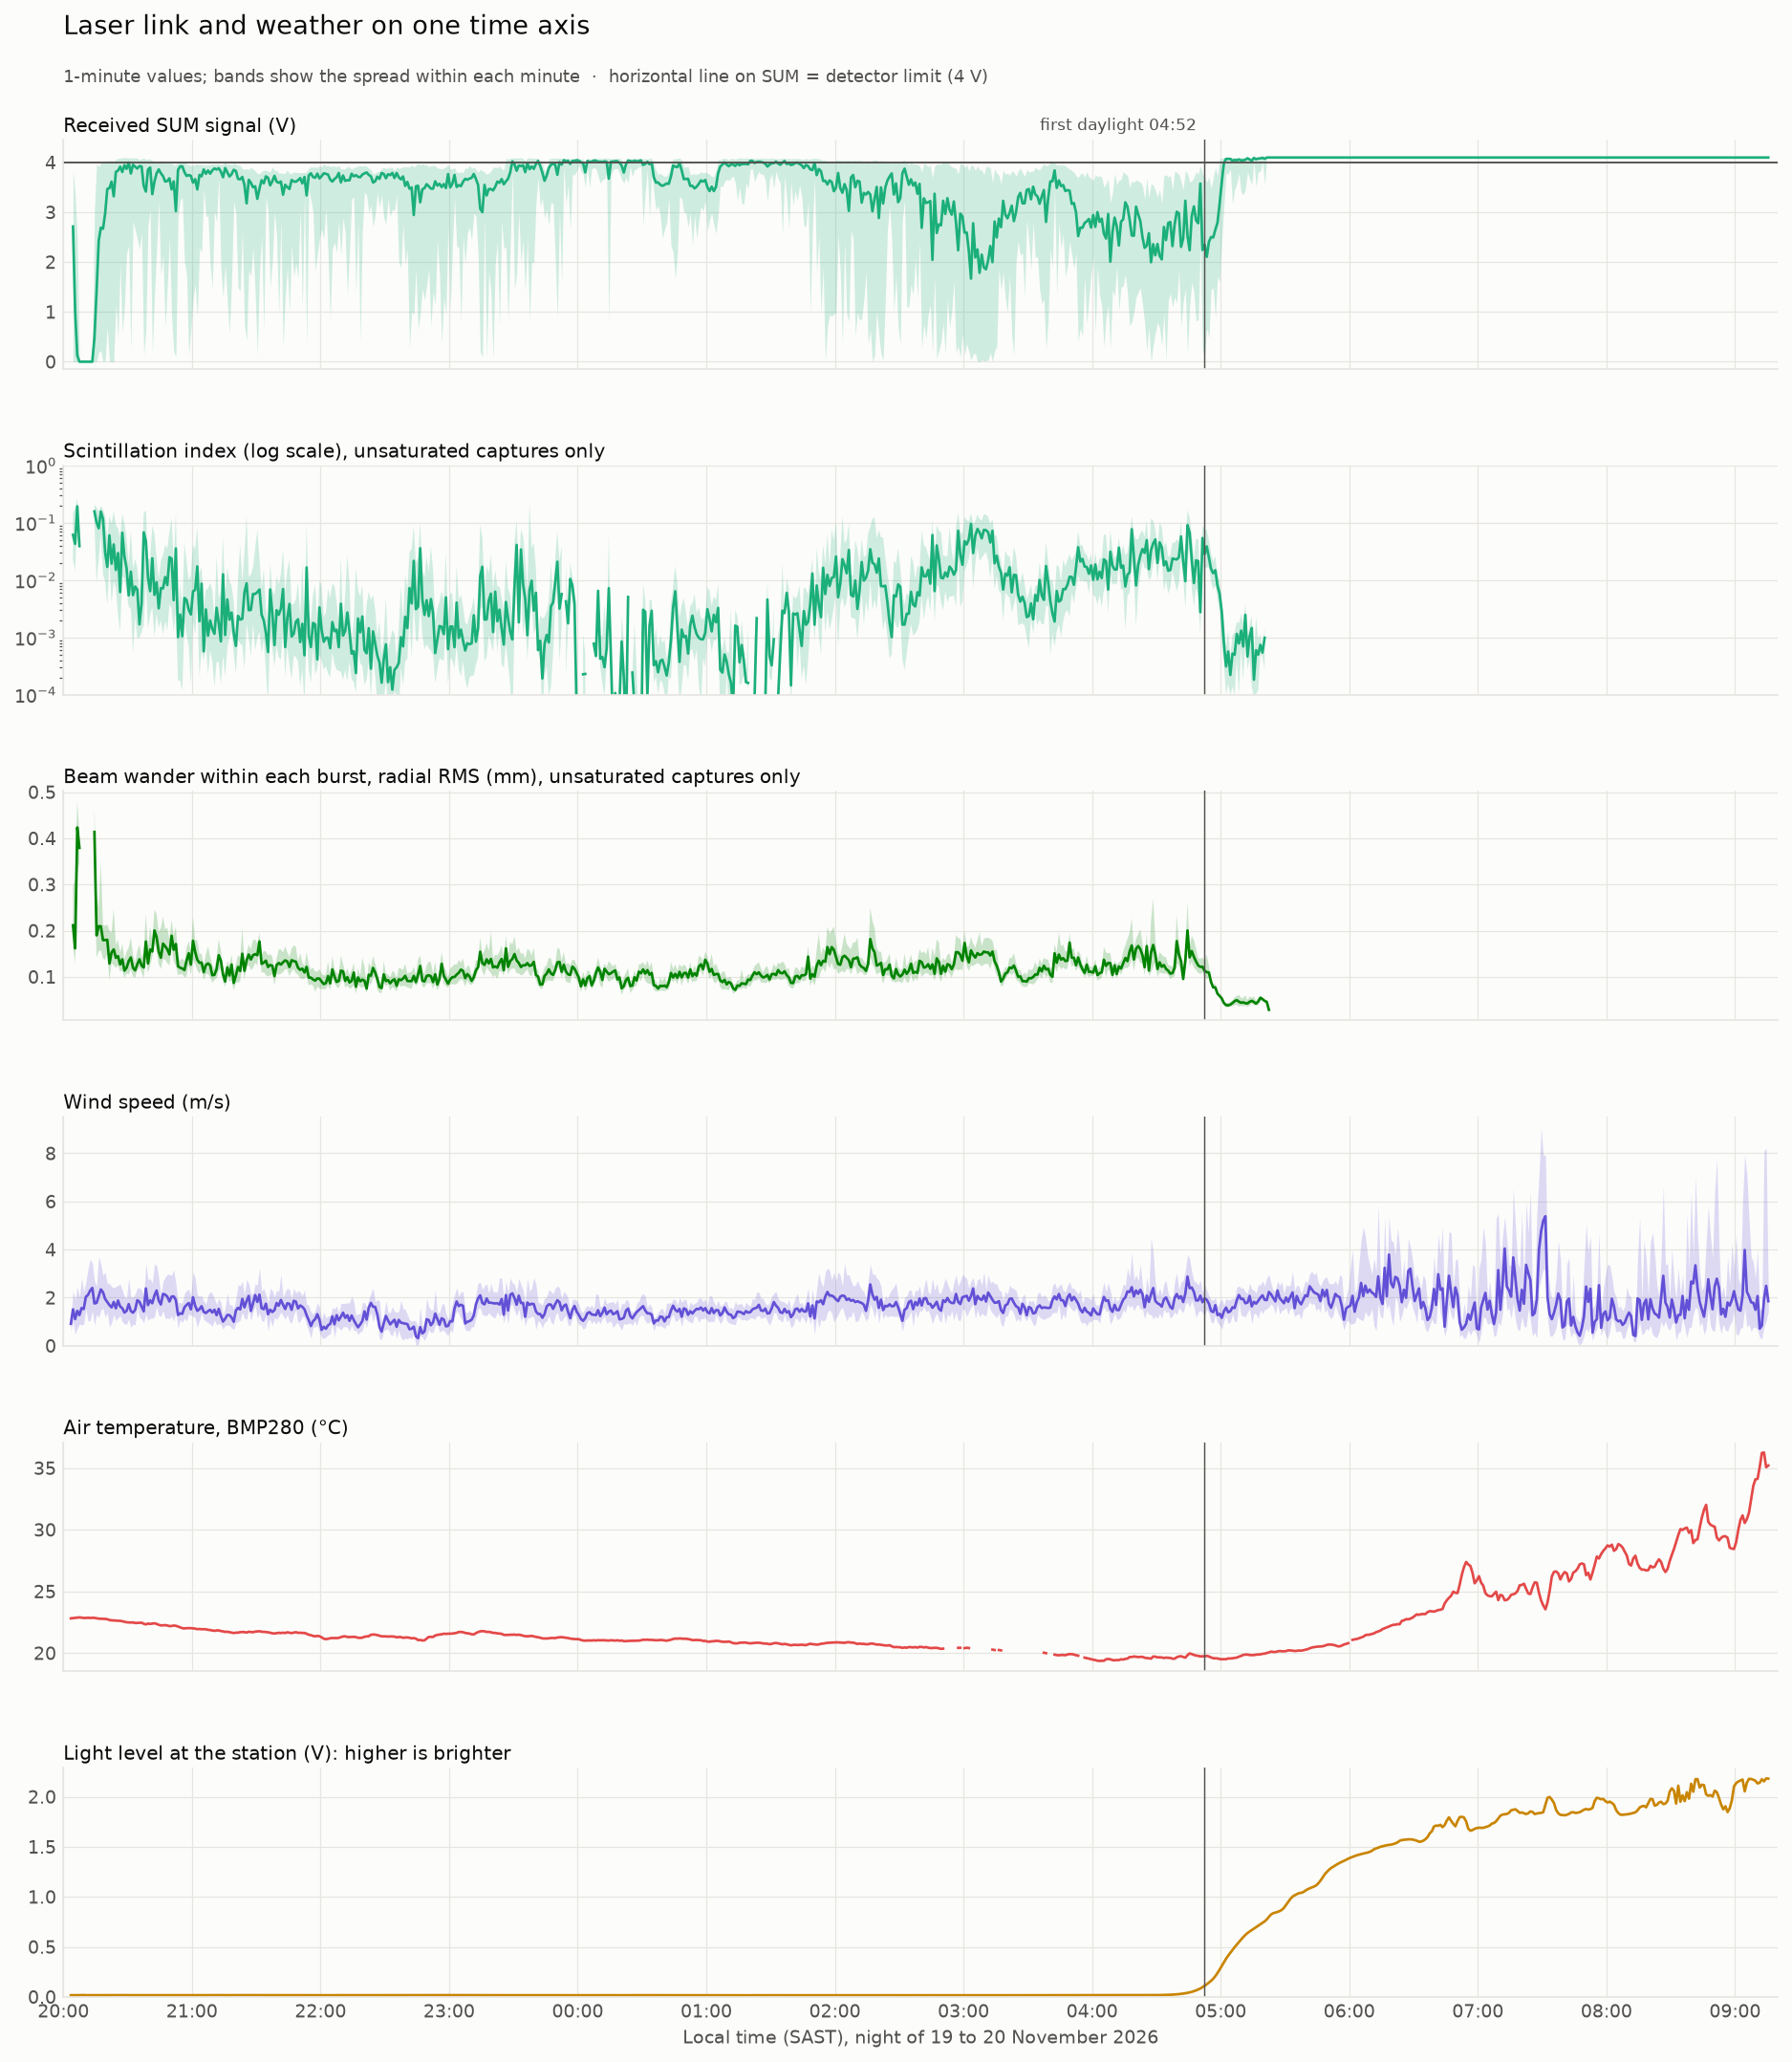 Laser link and weather on one time axis
1-minute values; bands show the spread within each minute · horizontal line on SUM = detector limit (4 V)
Received SUM signal (V)
first daylight 04:52
4
3
2
1
0
Scintillation index (log scale), unsaturated captures only
10⁰
10⁻¹
10⁻²
10⁻³
10⁻⁴
Beam wander within each burst, radial RMS (mm), unsaturated captures only
0.5
0.4
0.3
0.2
0.1
Wind speed (m/s)
8
6
4
2
0
Air temperature, BMP280 (°C)
35
30
25
20
Light level at the station (V): higher is brighter
2.0
1.5
1.0
0.5
0.0
20:00 21:00 22:00 23:00 00:00 01:00 02:00 03:00 04:00 05:00 06:00 07:00 08:00 09:00
Local time (SAST), night of 19 to 20 November 2026